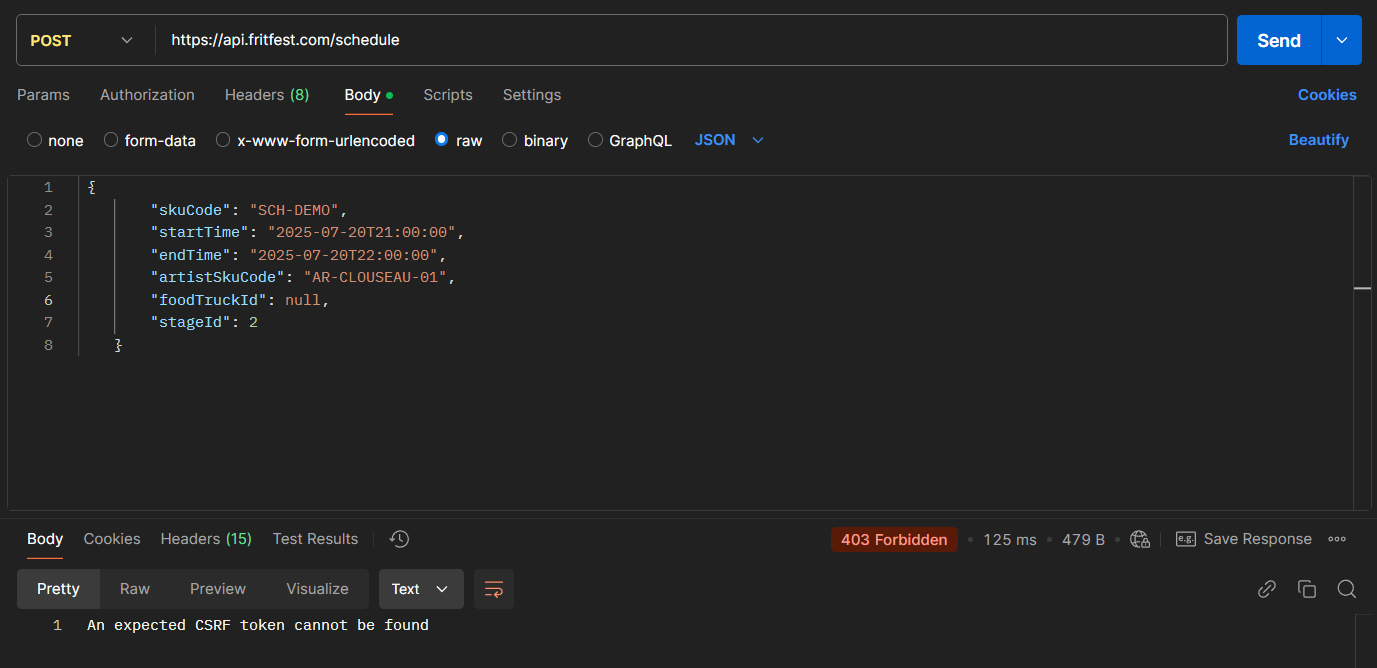 POST https://api.fritfest.com/schedule Send
Params Authorization Headers (8) Body Scripts Settings Cookies
none form-data x-www-form-urlencoded raw binary GraphQL JSON Beautify
1 {
2 "skuCode": "SCH-DEMO",
3 "startTime": "2025-07-20T21:00:00",
4 "endTime": "2025-07-20T22:00:00",
5 "artistSkuCode": "AR-CLOUSEAU-01",
6 "foodTruckId": null,
7 "stageId": 2
8 }
Body Cookies Headers (15) Test Results 403 Forbidden 125 ms 479 B e.g. Save Response
Pretty Raw Preview Visualize Text
1 An expected CSRF token cannot be found